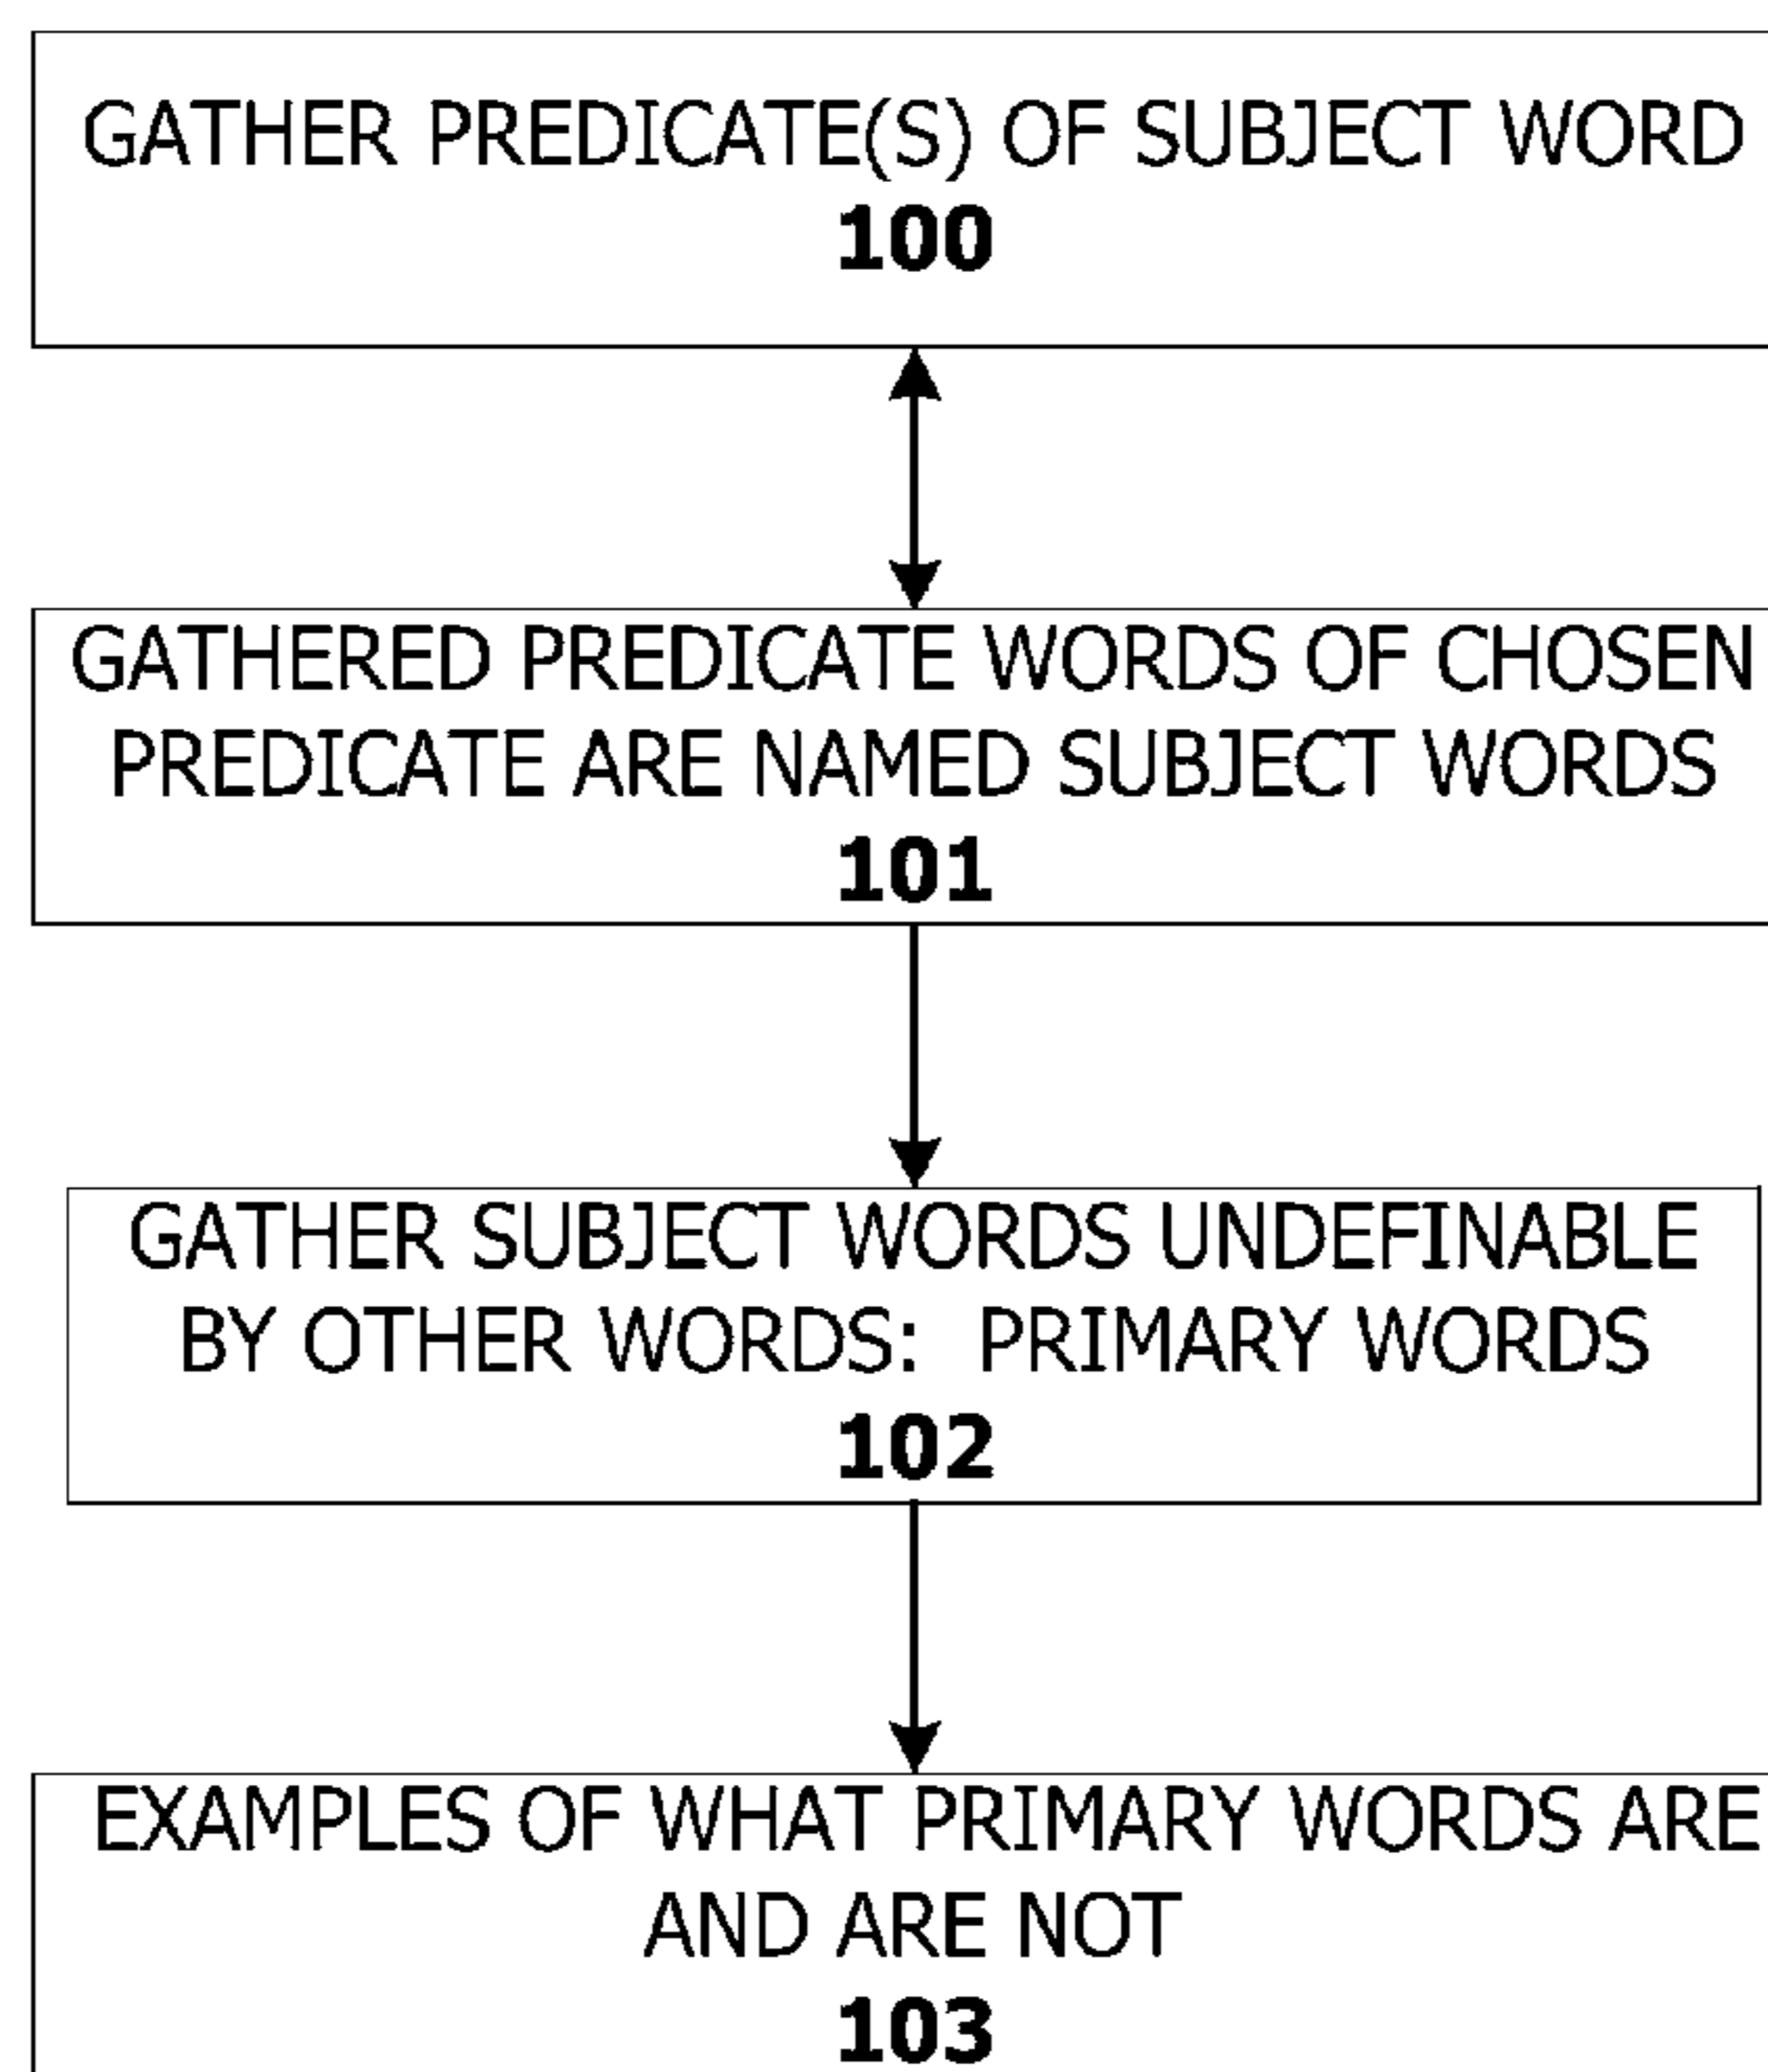 GATHER PREDICATE(S) OF SUBJECT WORD
100
GATHERED PREDICATE WORDS OF CHOSEN
PREDICATE ARE NAMED SUBJECT WORDS
101
GATHER SUBJECT WORDS UNDEFINABLE
BY OTHER WORDS: PRIMARY WORDS
102
EXAMPLES OF WHAT PRIMARY WORDS ARE
AND ARE NOT
103